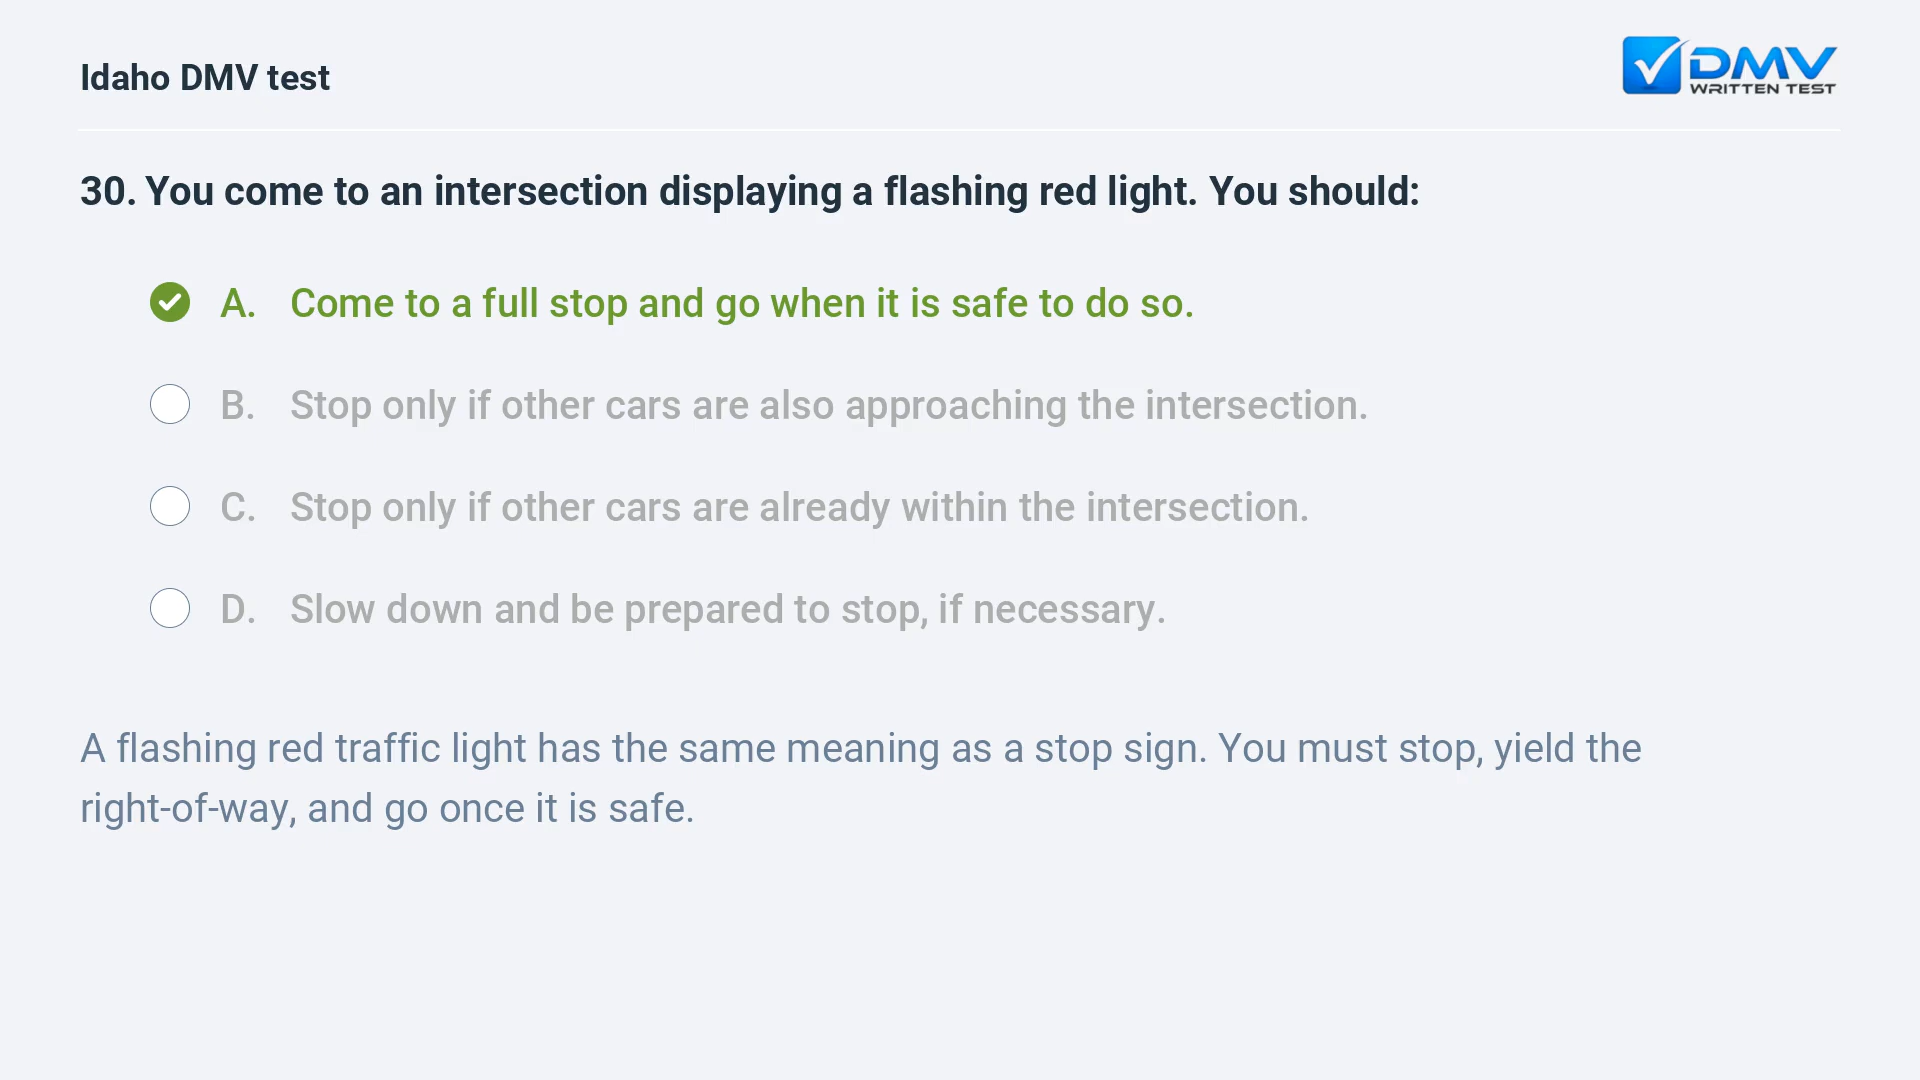 Idaho DMV test
DMV
WRITTEN TEST
30. You come to an intersection displaying a flashing red light. You should:
A. Come to a full stop and go when it is safe to do so.
B. Stop only if other cars are also approaching the intersection.
C. Stop only if other cars are already within the intersection.
D. Slow down and be prepared to stop, if necessary.
A flashing red traffic light has the same meaning as a stop sign. You must stop, yield the
right-of-way, and go once it is safe.